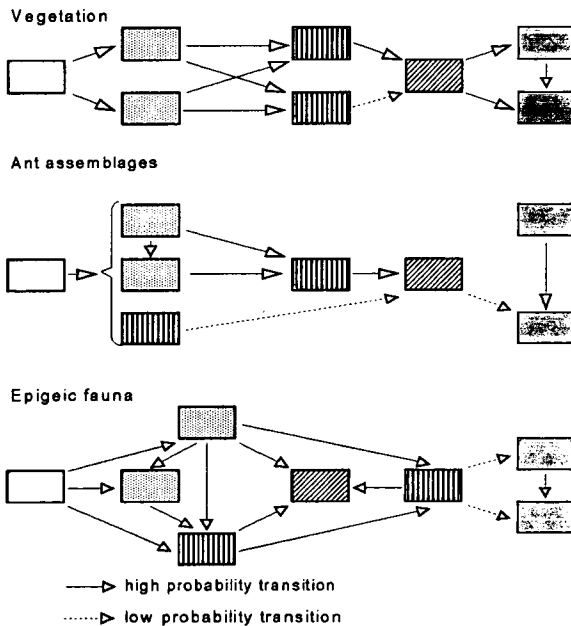 Vegetation
Ant assemblages
Epigeic fauna
high probability transition
low probability transition